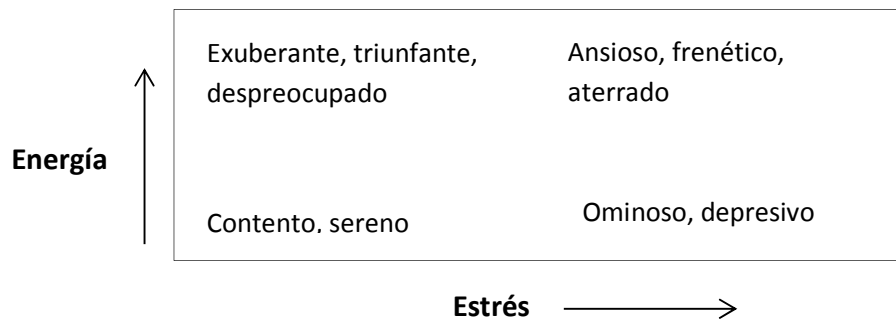 Exuberante, triunfante,
despreocupado
Ansioso, frenético,
aterrado
Energía
Contento, sereno
Ominoso, depresivo
Estrés